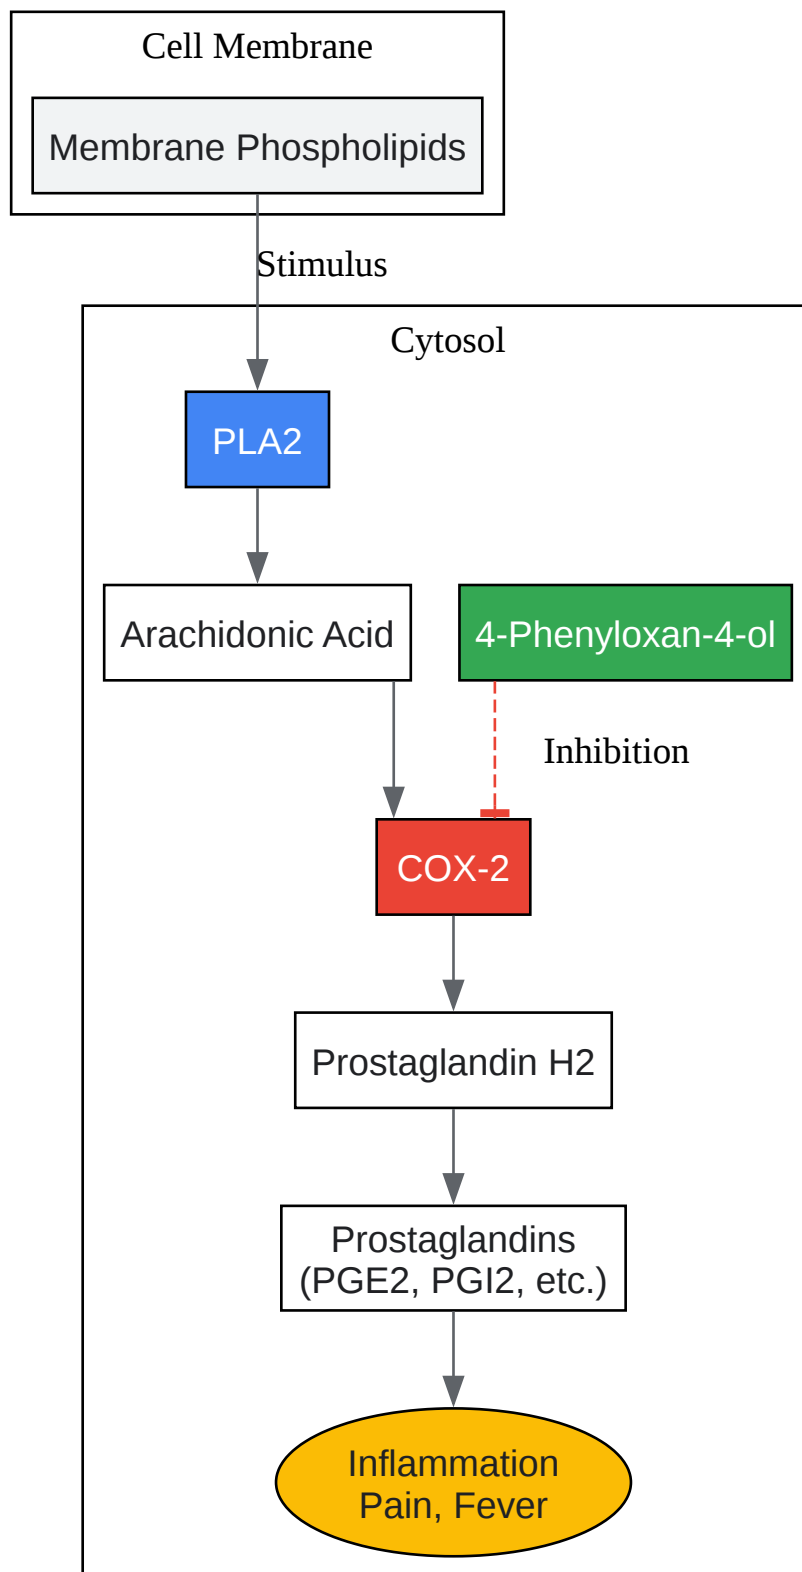 Cell Membrane
Membrane Phospholipids
Stimulus
Cytosol
PLA2
Arachidonic Acid
4-Phenyloxan-4-ol
Inhibition
COX-2
Prostaglandin H2
Prostaglandins
(PGE2, PGI2, etc.)
Inflammation
Pain, Fever